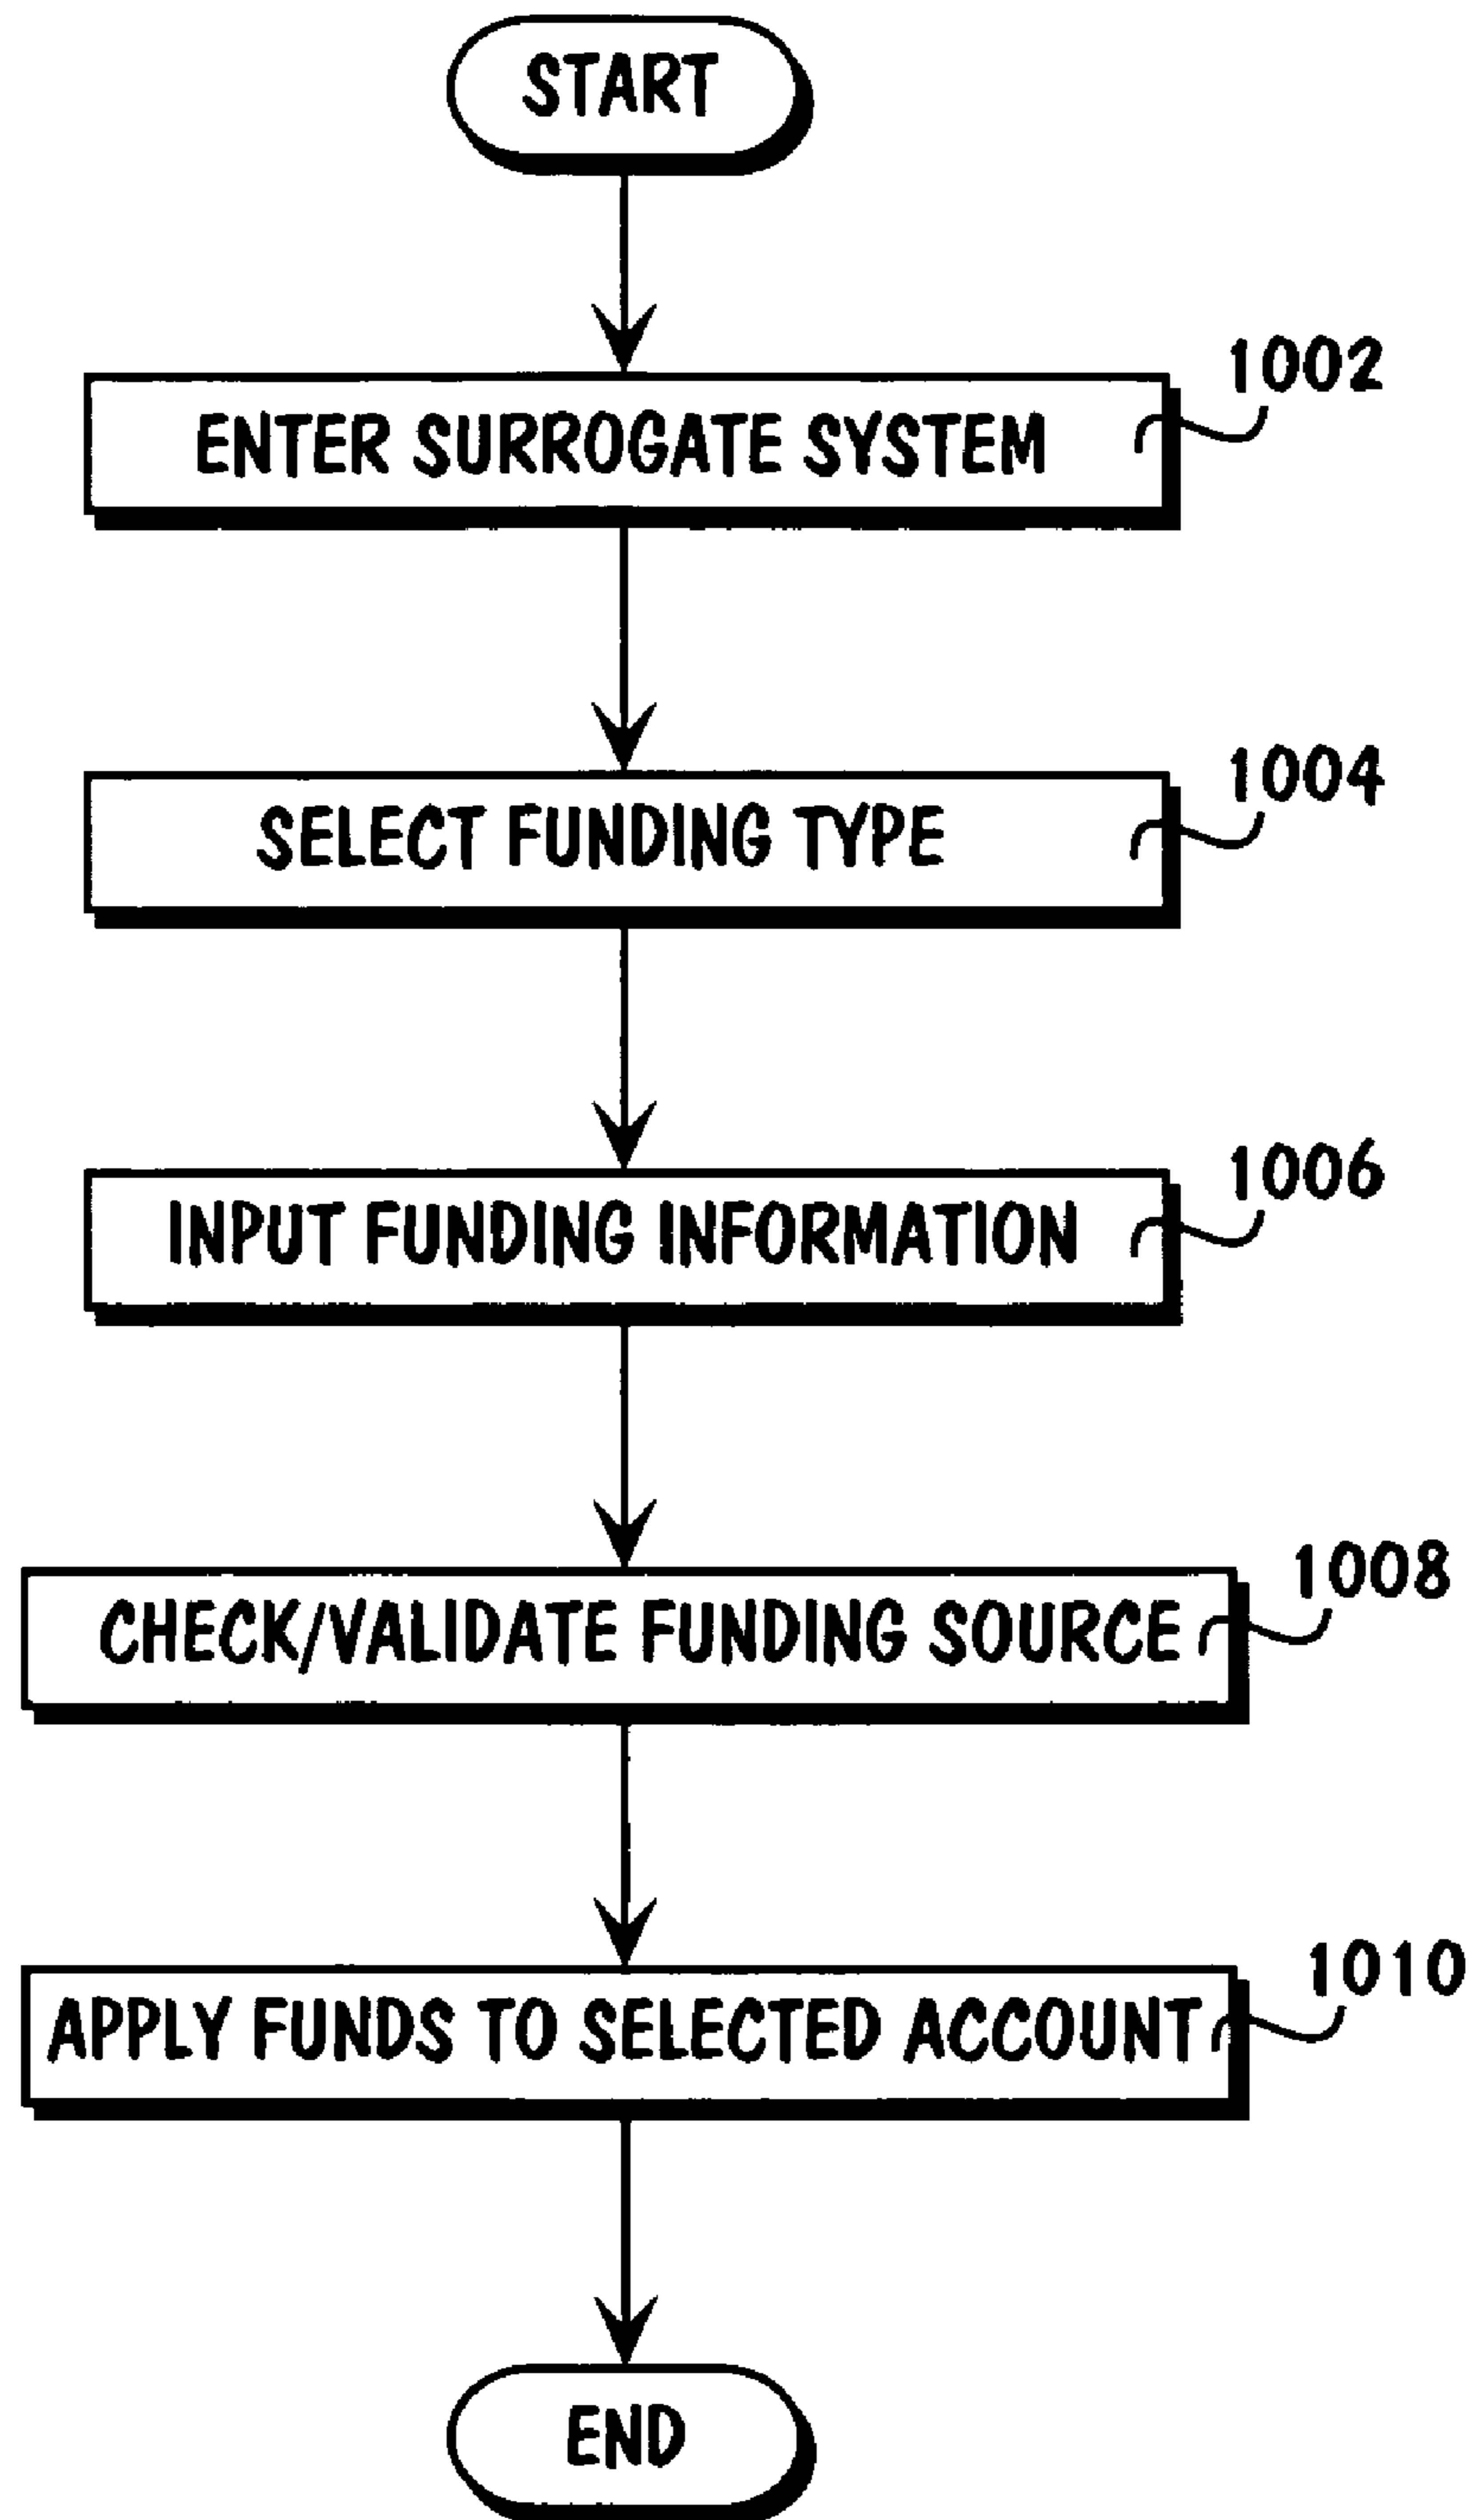 START
1002
ENTER SURROGATE SYSTEM
1004
SELECT FUNDING TYPE
1006
INPUT FUNDING INFORMATION
1008
CHECK/VALIDATE FUNDING SOURCE
1010
APPLY FUNDS TO SELECTED ACCOUNT
END